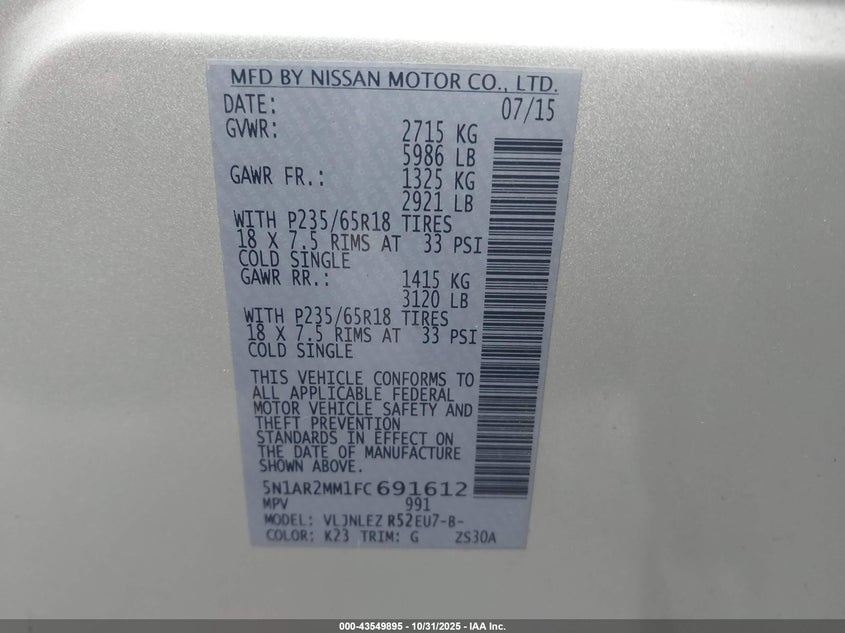 MFD BY NISSAN MOTOR CO., LTD.
DATE: 07/15
GVWR: 2715 KG
5986 LB
GAWR FR.: 1325 KG
2921 LB
WITH P235/65R18 TIRES
18 X 7.5 RIMS AT 33 PSI
COLD SINGLE
GAWR RR.: 1415 KG
3120 LB
WITH P235/65R18 TIRES
18 X 7.5 RIMS AT 33 PSI
COLD SINGLE
THIS VEHICLE CONFORMS TO
ALL APPLICABLE FEDERAL
MOTOR VEHICLE SAFETY AND
THEFT PREVENTION
STANDARDS IN EFFECT ON
THE DATE OF MANUFACTURE
SHOWN ABOVE.
5N1AR2MM1FC691612
MPV 991
MODEL: VLJNLEZ R52EU7-B-
COLOR: K23 TRIM: G ZS30A
000-43549895 - 10/31/2025 - IAA Inc.